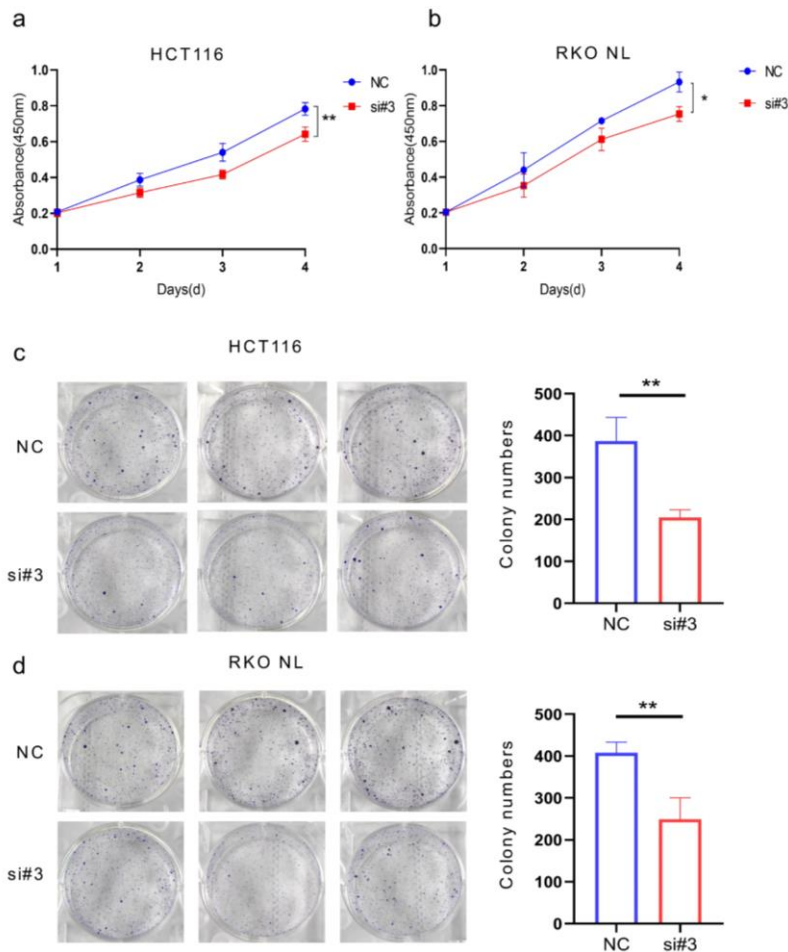 a
HCT116
Absorbance(450nm)
1.0
0.8
0.6
0.4
0.2
0.0
1 2 3 4
Days(d)
NC
si#3
**
b
RKO NL
Absorbance(450nm)
1.0
0.8
0.6
0.4
0.2
0.0
1 2 3 4
Days(d)
NC
si#3
*
c
HCT116
NC
si#3
Colony numbers
500
400
300
200
100
0
**
NC si#3
d
RKO NL
NC
si#3
Colony numbers
500
400
300
200
100
0
**
NC si#3